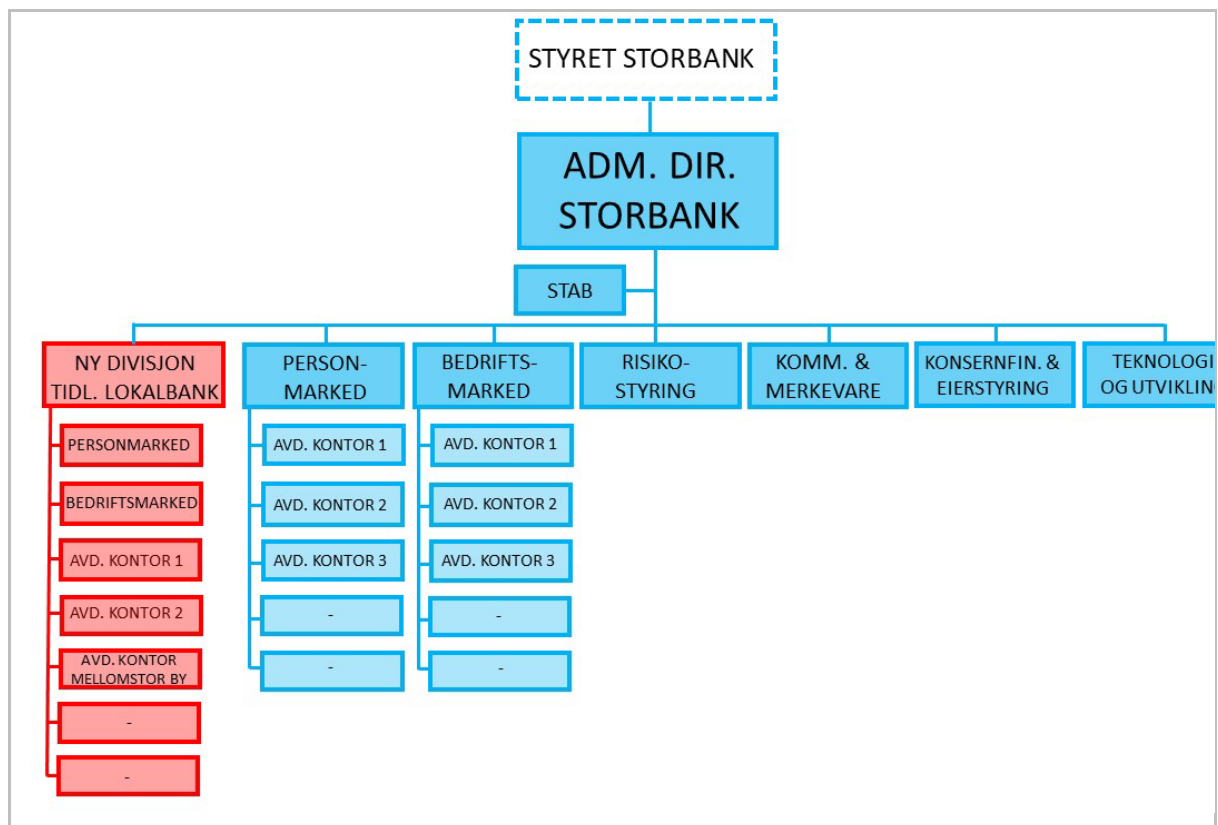 STYRET STORBANK
ADM. DIR.
STORBANK
STAB
NY DIVISJON
TIDL. LOKALBANK
PERSONMARKED
BEDRIFTSMARKED
AVD. KONTOR 1
AVD. KONTOR 2
AVD. KONTOR
MELLOMSTOR BY
-
-
PERSON-
MARKED
AVD. KONTOR 1
AVD. KONTOR 2
AVD. KONTOR 3
-
-
BEDRIFTS-
MARKED
AVD. KONTOR 1
AVD. KONTOR 2
AVD. KONTOR 3
-
-
RISIKO-
STYRING
KOMM. &
MERKEVARE
KONSERNFIN. &
EIERSTYRING
TEKNOLOGI
OG UTVIKLIN